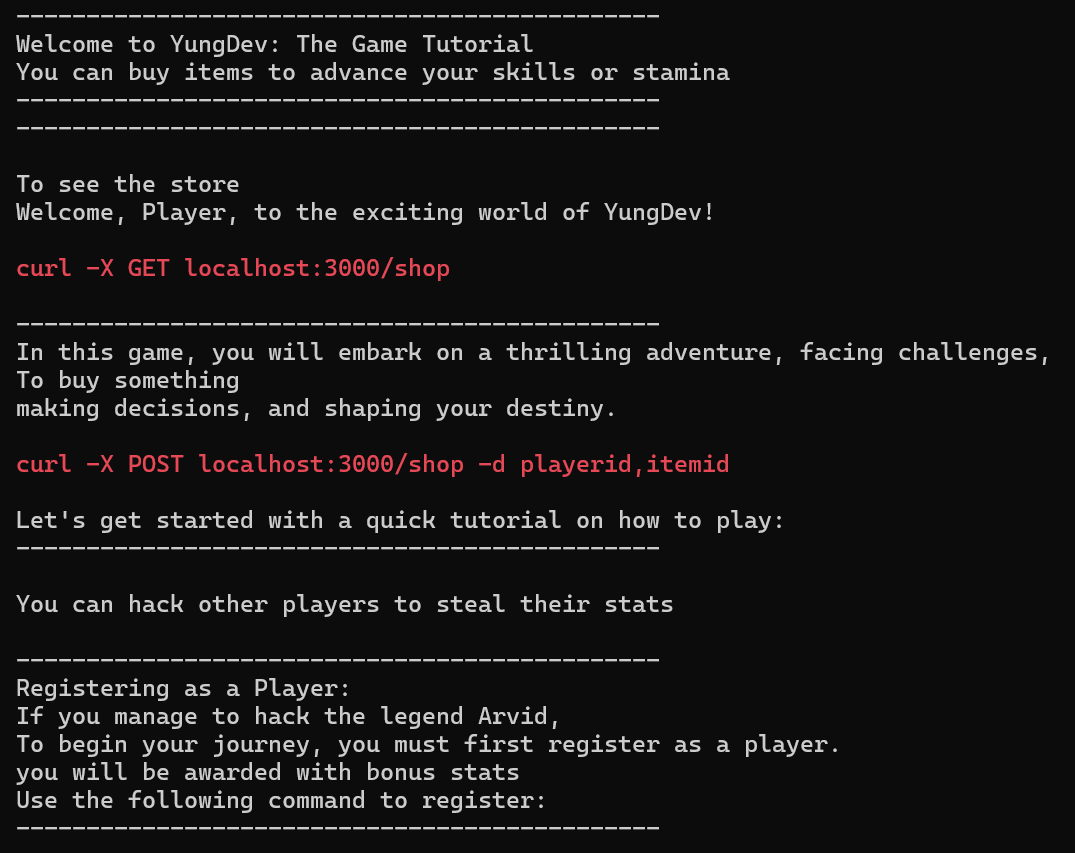 ----------------------------------------------
Welcome to YungDev: The Game Tutorial
You can buy items to advance your skills or stamina
----------------------------------------------
----------------------------------------------
To see the store
Welcome, Player, to the exciting world of YungDev!
curl -X GET localhost:3000/shop
----------------------------------------------
In this game, you will embark on a thrilling adventure, facing challenges,
To buy something
making decisions, and shaping your destiny.
curl -X POST localhost:3000/shop -d playerid,itemid
Let's get started with a quick tutorial on how to play:
----------------------------------------------
You can hack other players to steal their stats
----------------------------------------------
Registering as a Player:
If you manage to hack the legend Arvid,
To begin your journey, you must first register as a player.
you will be awarded with bonus stats
Use the following command to register:
----------------------------------------------